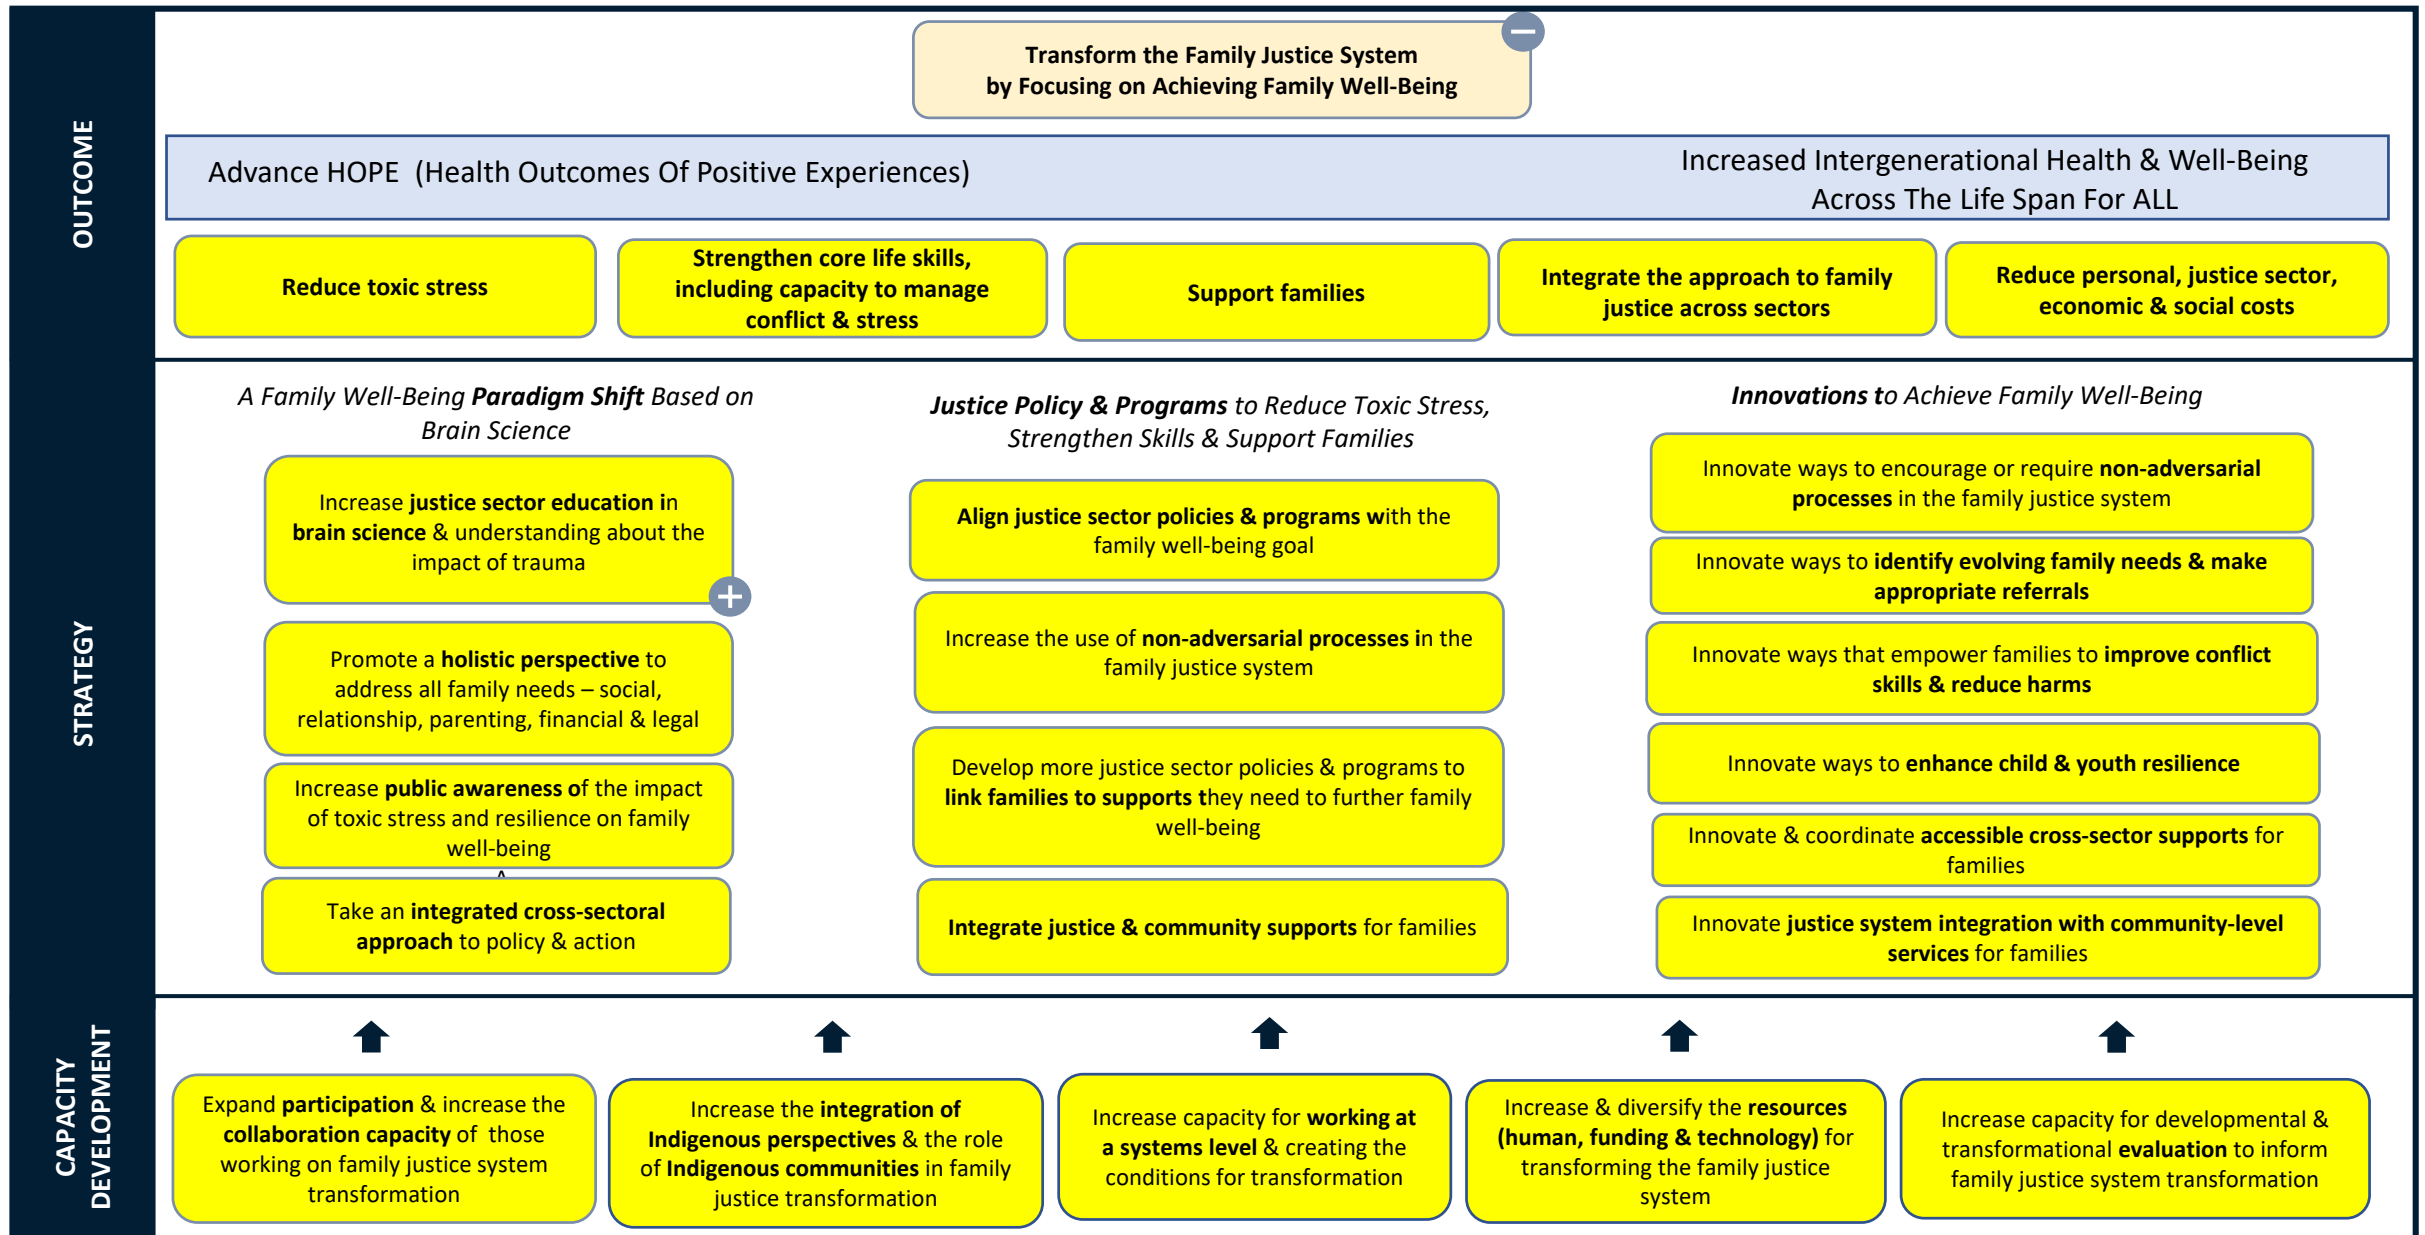 Transform the Family Justice System
by Focusing on Achieving Family Well-Being
OUTCOME
Advance HOPE (Health Outcomes Of Positive Experiences)
Increased Intergenerational Health & Well-Being
Across The Life Span For ALL
Reduce toxic stress
Strengthen core life skills,
including capacity to manage
conflict & stress
Support families
Integrate the approach to family
justice across sectors
Reduce personal, justice sector,
economic & social costs
STRATEGY
A Family Well-Being Paradigm Shift Based on
Brain Science
Increase justice sector education in
brain science & understanding about the
impact of trauma
Promote a holistic perspective to
address all family needs – social,
relationship, parenting, financial & legal
Increase public awareness of the impact
of toxic stress and resilience on family
well-being
Take an integrated cross-sectoral
approach to policy & action
Justice Policy & Programs to Reduce Toxic Stress,
Strengthen Skills & Support Families
Align justice sector policies & programs with the
family well-being goal
Increase the use of non-adversarial processes in the
family justice system
Develop more justice sector policies & programs to
link families to supports they need to further family
well-being
Integrate justice & community supports for families
Innovations to Achieve Family Well-Being
Innovate ways to encourage or require non-adversarial
processes in the family justice system
Innovate ways to identify evolving family needs & make
appropriate referrals
Innovate ways that empower families to improve conflict
skills & reduce harms
Innovate ways to enhance child & youth resilience
Innovate & coordinate accessible cross-sector supports for
families
Innovate justice system integration with community-level
services for families
CAPACITY
DEVELOPMENT
Expand participation & increase the
collaboration capacity of those
working on family justice system
transformation
Increase the integration of
Indigenous perspectives & the role
of Indigenous communities in family
justice transformation
Increase capacity for working at
a systems level & creating the
conditions for transformation
Increase & diversify the resources
(human, funding & technology) for
transforming the family justice
system
Increase capacity for developmental &
transformational evaluation to inform
family justice system transformation